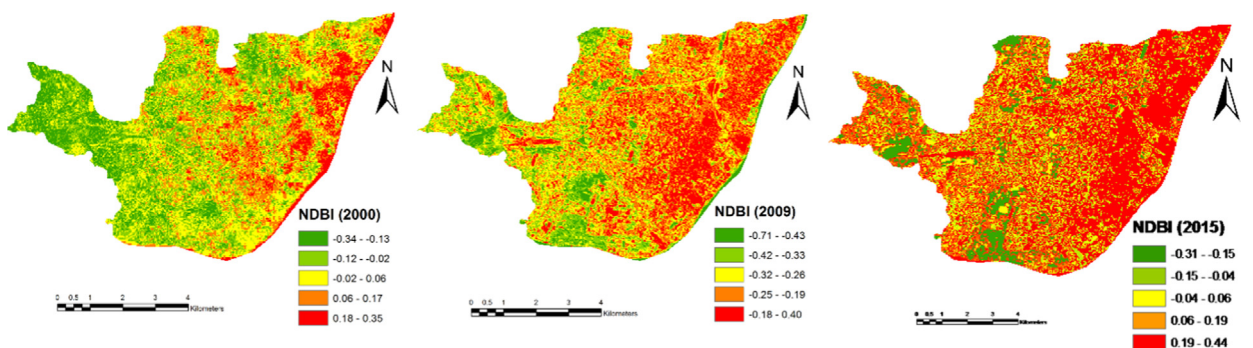 N
NDBI (2000)
-0.34 - -0.13
-0.12 - -0.02
-0.02 - 0.06
0.06 - 0.17
0.18 - 0.35
0 0.5 1 2 3 4
Kilometers
N
NDBI (2009)
-0.71 - -0.43
-0.42 - -0.33
-0.32 - -0.26
-0.25 - -0.19
-0.18 - 0.40
0 0.5 1 2 3 4
Kilometers
N
NDBI (2015)
-0.31 - -0.15
-0.15 - -0.04
-0.04 - 0.06
0.06 - 0.19
0.19 - 0.44
0 0.5 1 2 3 4
Kilometers